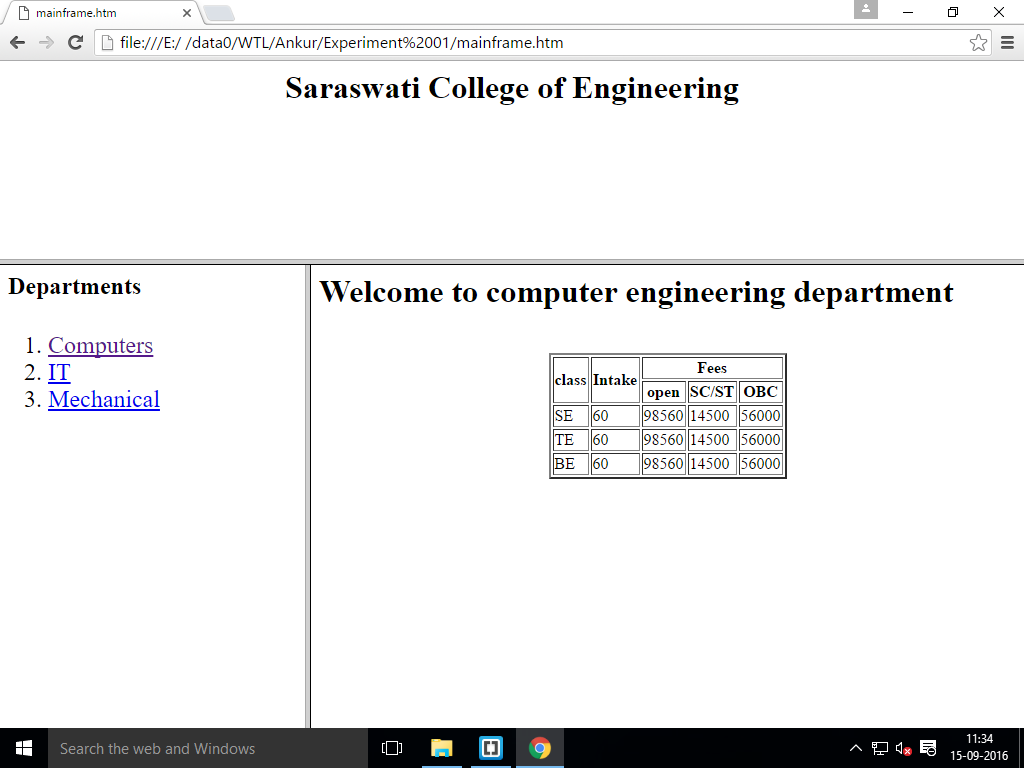 mainframe.htm
file:///E:/ /data0/WTL/Ankur/Experiment%2001/mainframe.htm
Saraswati College of Engineering
Departments
1. Computers
2. IT
3. Mechanical
Welcome to computer engineering department
class Intake Fees
open SC/ST OBC
SE 60 98560 14500 56000
TE 60 98560 14500 56000
BE 60 98560 14500 56000
Search the web and Windows
11:34
15-09-2016